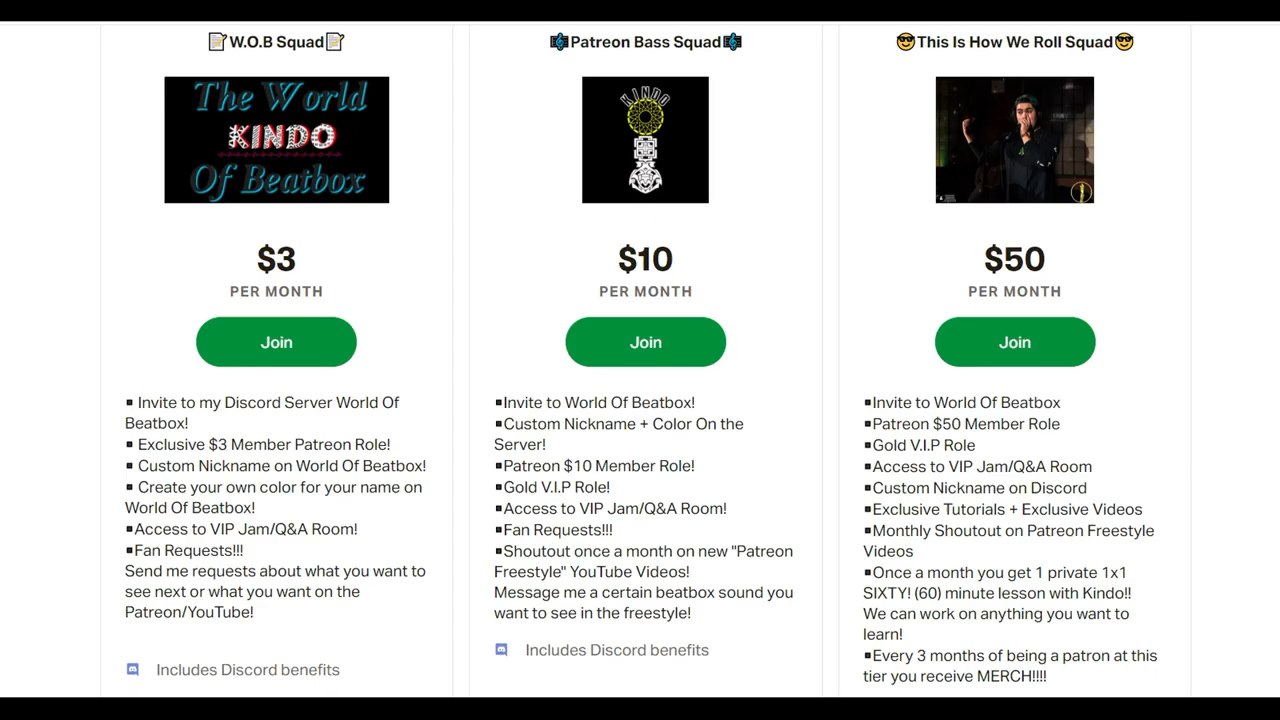 📝W.O.B Squad📝
The World
KINDO
Of Beatbox
$3
PER MONTH
Join
▪ Invite to my Discord Server World Of
Beatbox!
▪ Exclusive $3 Member Patreon Role!
▪ Custom Nickname on World Of Beatbox!
▪ Create your own color for your name on
World Of Beatbox!
▪Access to VIP Jam/Q&A Room!
▪Fan Requests!!!
Send me requests about what you want to
see next or what you want on the
Patreon/YouTube!
Includes Discord benefits
🎼Patreon Bass Squad🎼
KINDO
$10
PER MONTH
Join
▪Invite to World Of Beatbox!
▪Custom Nickname + Color On the
Server!
▪Patreon $10 Member Role!
▪Gold V.I.P Role!
▪Access to VIP Jam/Q&A Room!
▪Fan Requests!!!
▪Shoutout once a month on new "Patreon
Freestyle" YouTube Videos!
Message me a certain beatbox sound you
want to see in the freestyle!
Includes Discord benefits
😎This Is How We Roll Squad😎
$50
PER MONTH
Join
▪Invite to World Of Beatbox
▪Patreon $50 Member Role
▪Gold V.I.P Role
▪Access to VIP Jam/Q&A Room
▪Custom Nickname on Discord
▪Exclusive Tutorials + Exclusive Videos
▪Monthly Shoutout on Patreon Freestyle
Videos
▪Once a month you get 1 private 1x1
SIXTY! (60) minute lesson with Kindo!!
We can work on anything you want to
learn!
▪Every 3 months of being a patron at this
tier you receive MERCH!!!!